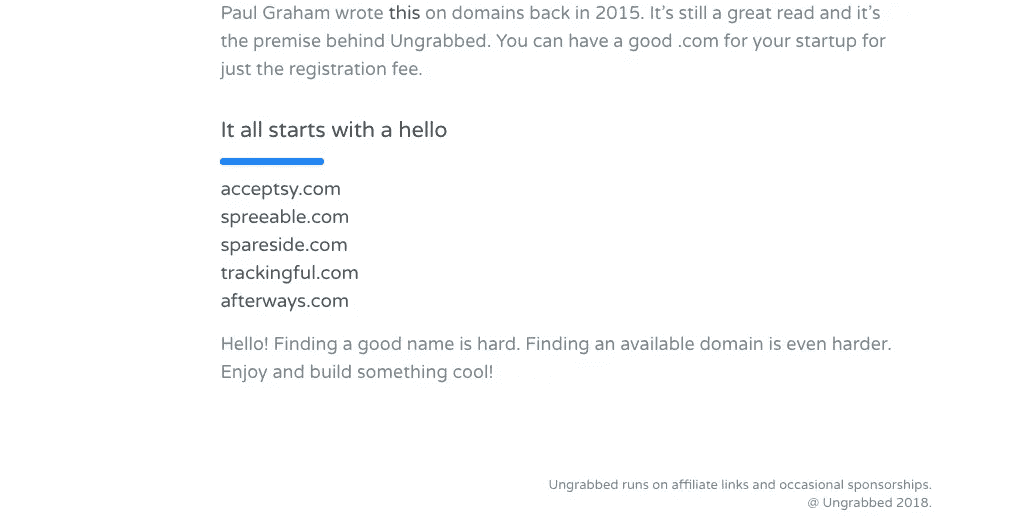 Paul Graham wrote this on domains back in 2015. It's still a great read and it's
the premise behind Ungrabbed. You can have a good .com for your startup for
just the registration fee.
It all starts with a hello
acceptsy.com
spreeable.com
spareside.com
trackingful.com
afterways.com
Hello! Finding a good name is hard. Finding an available domain is even harder.
Enjoy and build something cool!
Ungrabbed runs on affiliate links and occasional sponsorships.
@ Ungrabbed 2018.